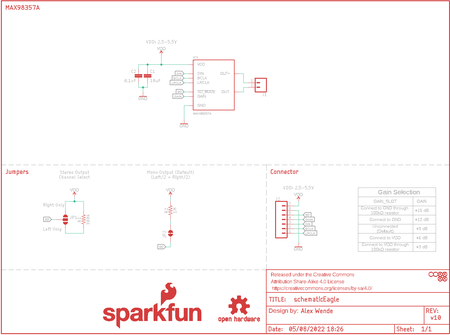 MAX98357A
VDD: 2.5-5.5V
VDD
VDD
DIN
BCLK
LRCLK
OUT+
OUT-
GAIN
GND
0.1uF
10uF
GND
GND
Jumpers
Stereo Output
Channel Select
VDD
Right Only
Left Only
Mono Output (Default)
(Left/2 + Right/2)
VDD
Connector
VDD: 2.5-5.5V
VDD
GND
Gain Selection
GAIN_SLOT GAIN
Connect to GND through
100kΩ resistor +15 dB
Connect to GND +12 dB
Unconnected
(Default) +9 dB
Connect to VDD +6 dB
Connect to VDD through
100kΩ resistor +3 dB
Released under the Creative Commons
Attribution Share-Alike 4.0 License
https://creativecommons.org/licenses/by-sa/4.0/
TITLE: schematicEagle
Design by: Alex Wende
REV:
v10
Date: 05/08/2022 18:26
Sheet: 1/1
sparkfun
open hardware